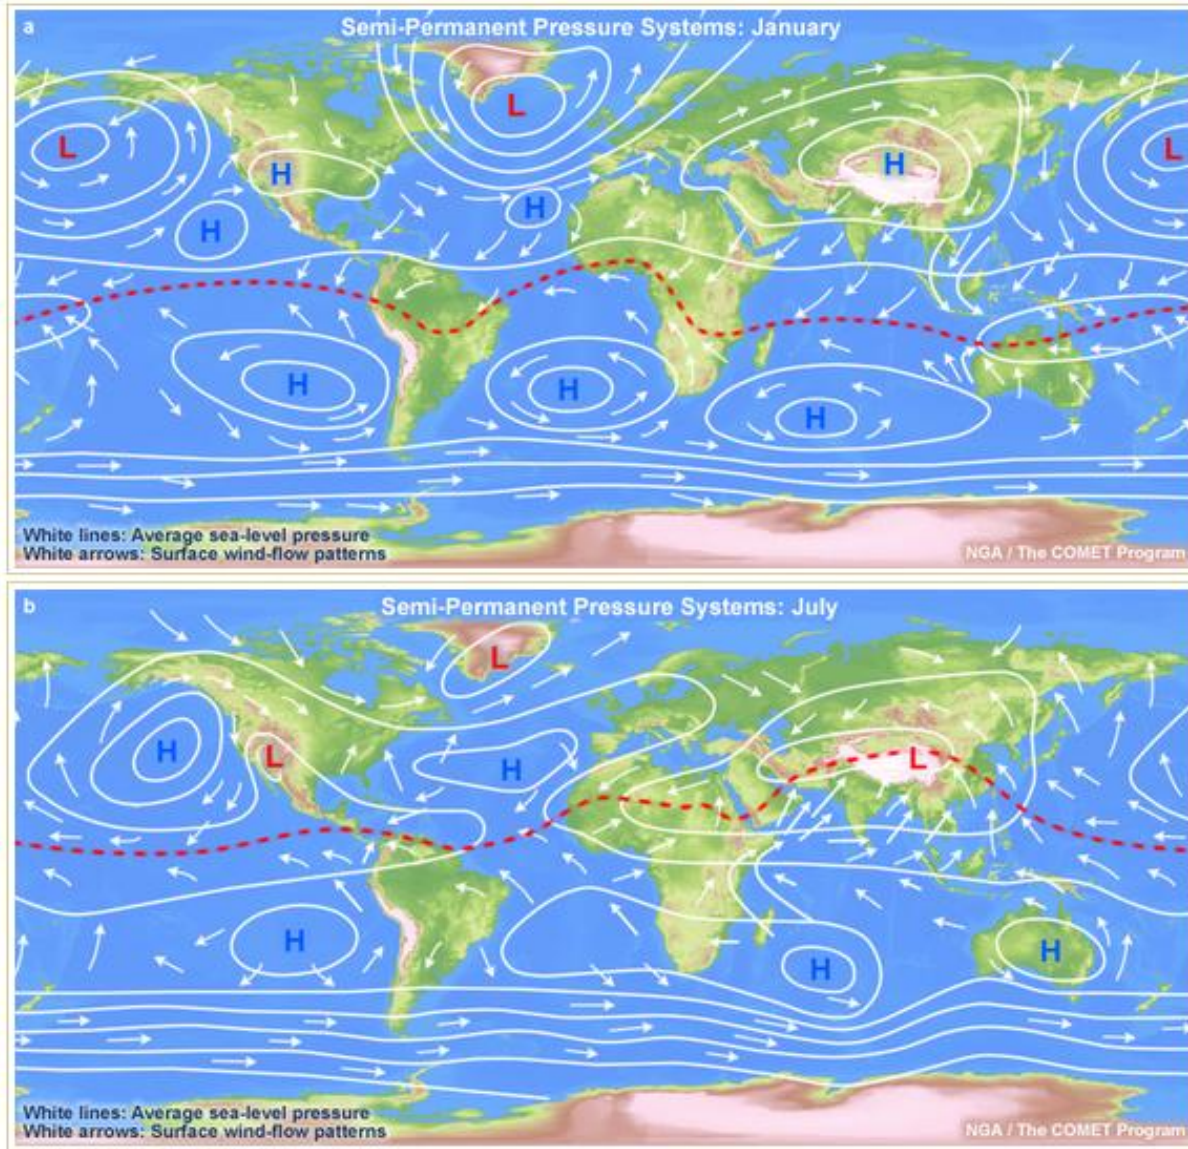 a
Semi-Permanent Pressure Systems: January
L
L
L
H
H
H
H
H
H
H
White lines: Average sea-level pressure
White arrows: Surface wind-flow patterns
NGA / The COMET Program
b
Semi-Permanent Pressure Systems: July
L
H
L
H
L
H
H
H
White lines: Average sea-level pressure
White arrows: Surface wind-flow patterns
NGA / The COMET Program